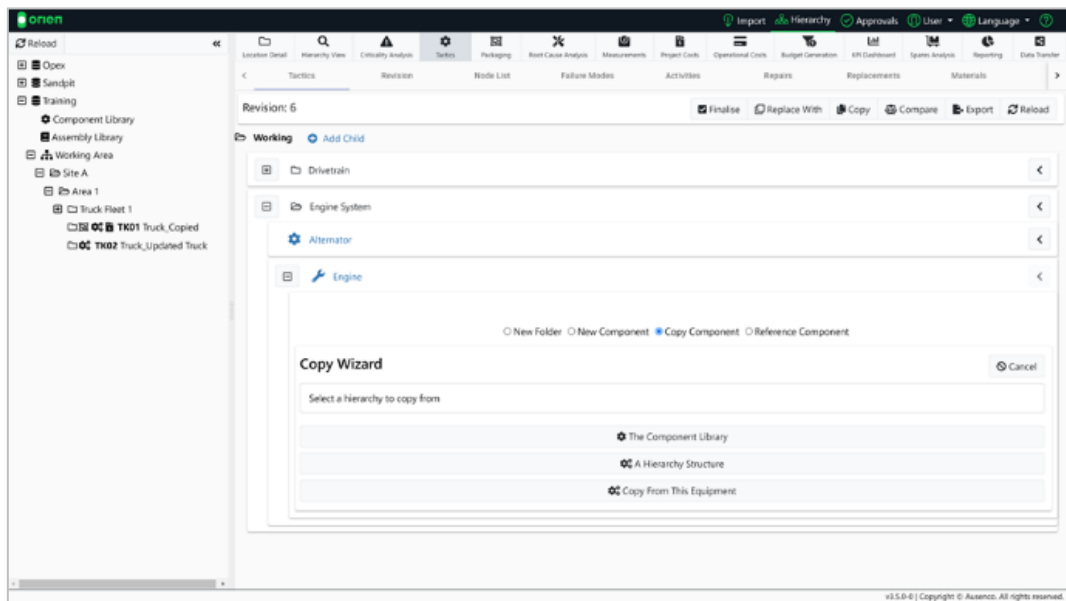 orien
Import Hierarchy Approvals User Language
Reload
Opex
Sandpit
Training
Component Library
Assembly Library
Working Area
Site A
Area 1
Truck Fleet 1
TK01 Truck_Copied
TK02 Truck_Updated Truck
Location Detail Hierarchy View Criticality Analysis Tactics Packaging Root Cause Analysis Measurements Project Costs Operational Costs Budget Generation KPI Dashboard Spares Analysis Reporting Data Transfer
Tactics Revision Node List Failure Modes Activities Repairs Replacements Materials
Revision: 6
Finalise Replace With Copy Compare Export Reload
Working Add Child
Drivetrain
Engine System
Alternator
Engine
New Folder New Component Copy Component Reference Component
Copy Wizard
Cancel
Select a hierarchy to copy from
The Component Library
A Hierarchy Structure
Copy From This Equipment
v3.5.0-0 | Copyright © Ausenco. All rights reserved.